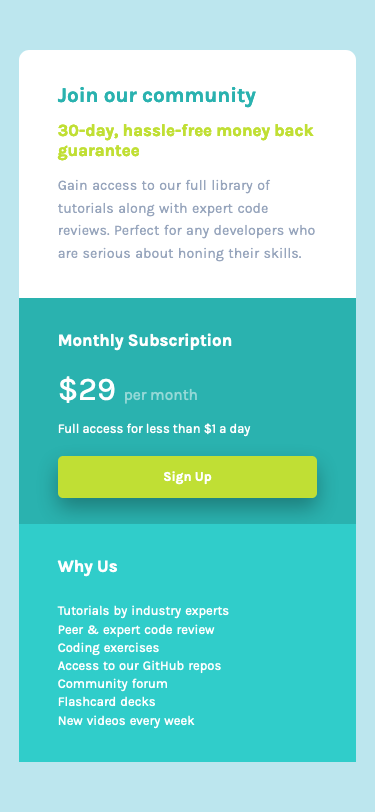 Join our community
30-day, hassle-free money back
guarantee
Gain access to our full library of
tutorials along with expert code
reviews. Perfect for any developers who
are serious about honing their skills.
Monthly Subscription
$29 per month
Full access for less than $1 a day
Sign Up
Why Us
Tutorials by industry experts
Peer & expert code review
Coding exercises
Access to our GitHub repos
Community forum
Flashcard decks
New videos every week